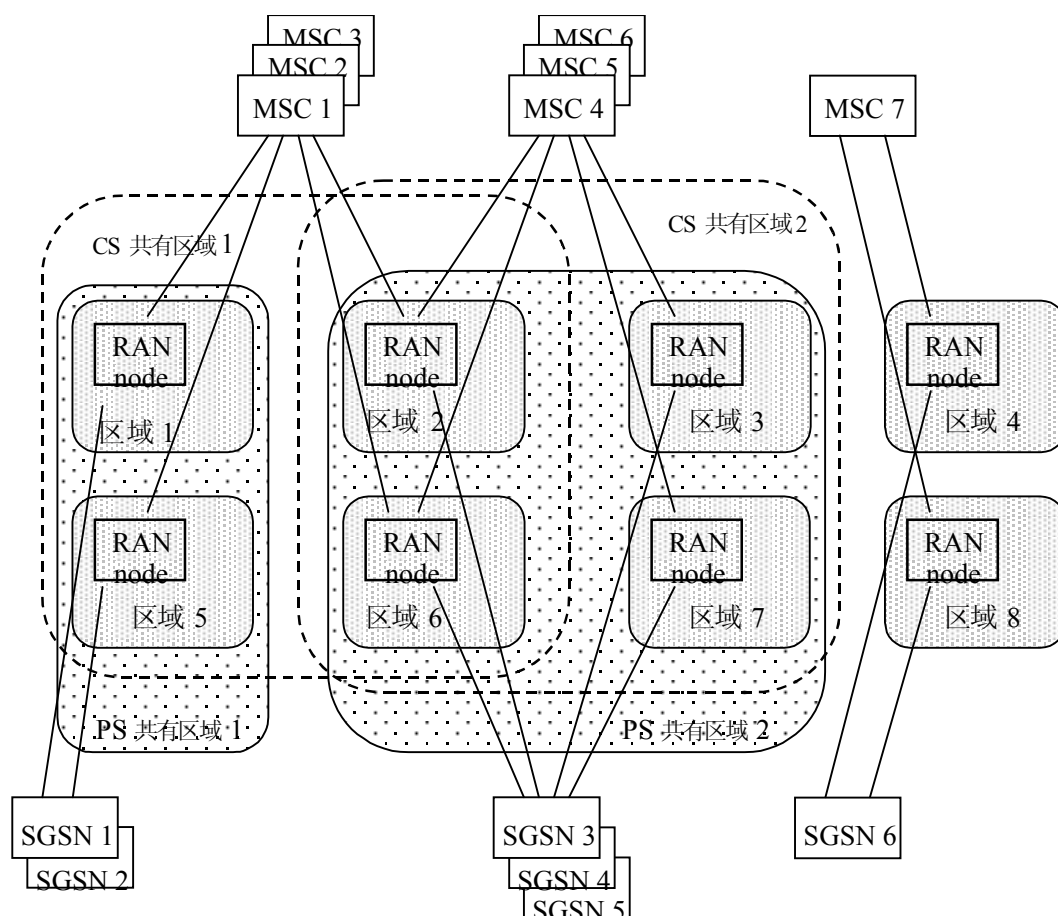 MSC 3
MSC 2
MSC 1
MSC 6
MSC 5
MSC 4
MSC 7
CS 共有区域 1
CS 共有区域 2
RAN
node
区域 1
RAN
node
区域 2
RAN
node
区域 3
RAN
node
区域 4
RAN
node
区域 5
RAN
node
区域 6
RAN
node
区域 7
RAN
node
区域 8
PS 共有区域 1
PS 共有区域 2
SGSN 1
SGSN 2
SGSN 3
SGSN 4
SGSN 5
SGSN 6